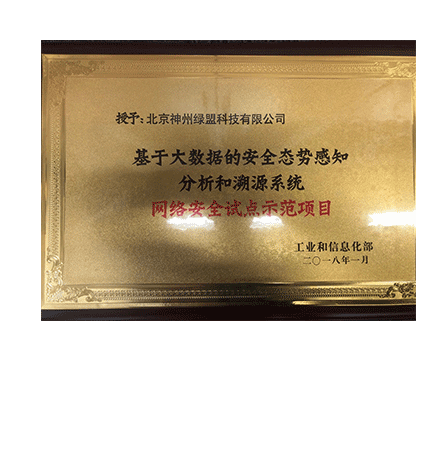 授予:北京神州绿盟科技有限公司
基于大数据的安全态势感知
分析和溯源系统
网络安全试点示范项目
工业和信息化部
二〇一八年一月